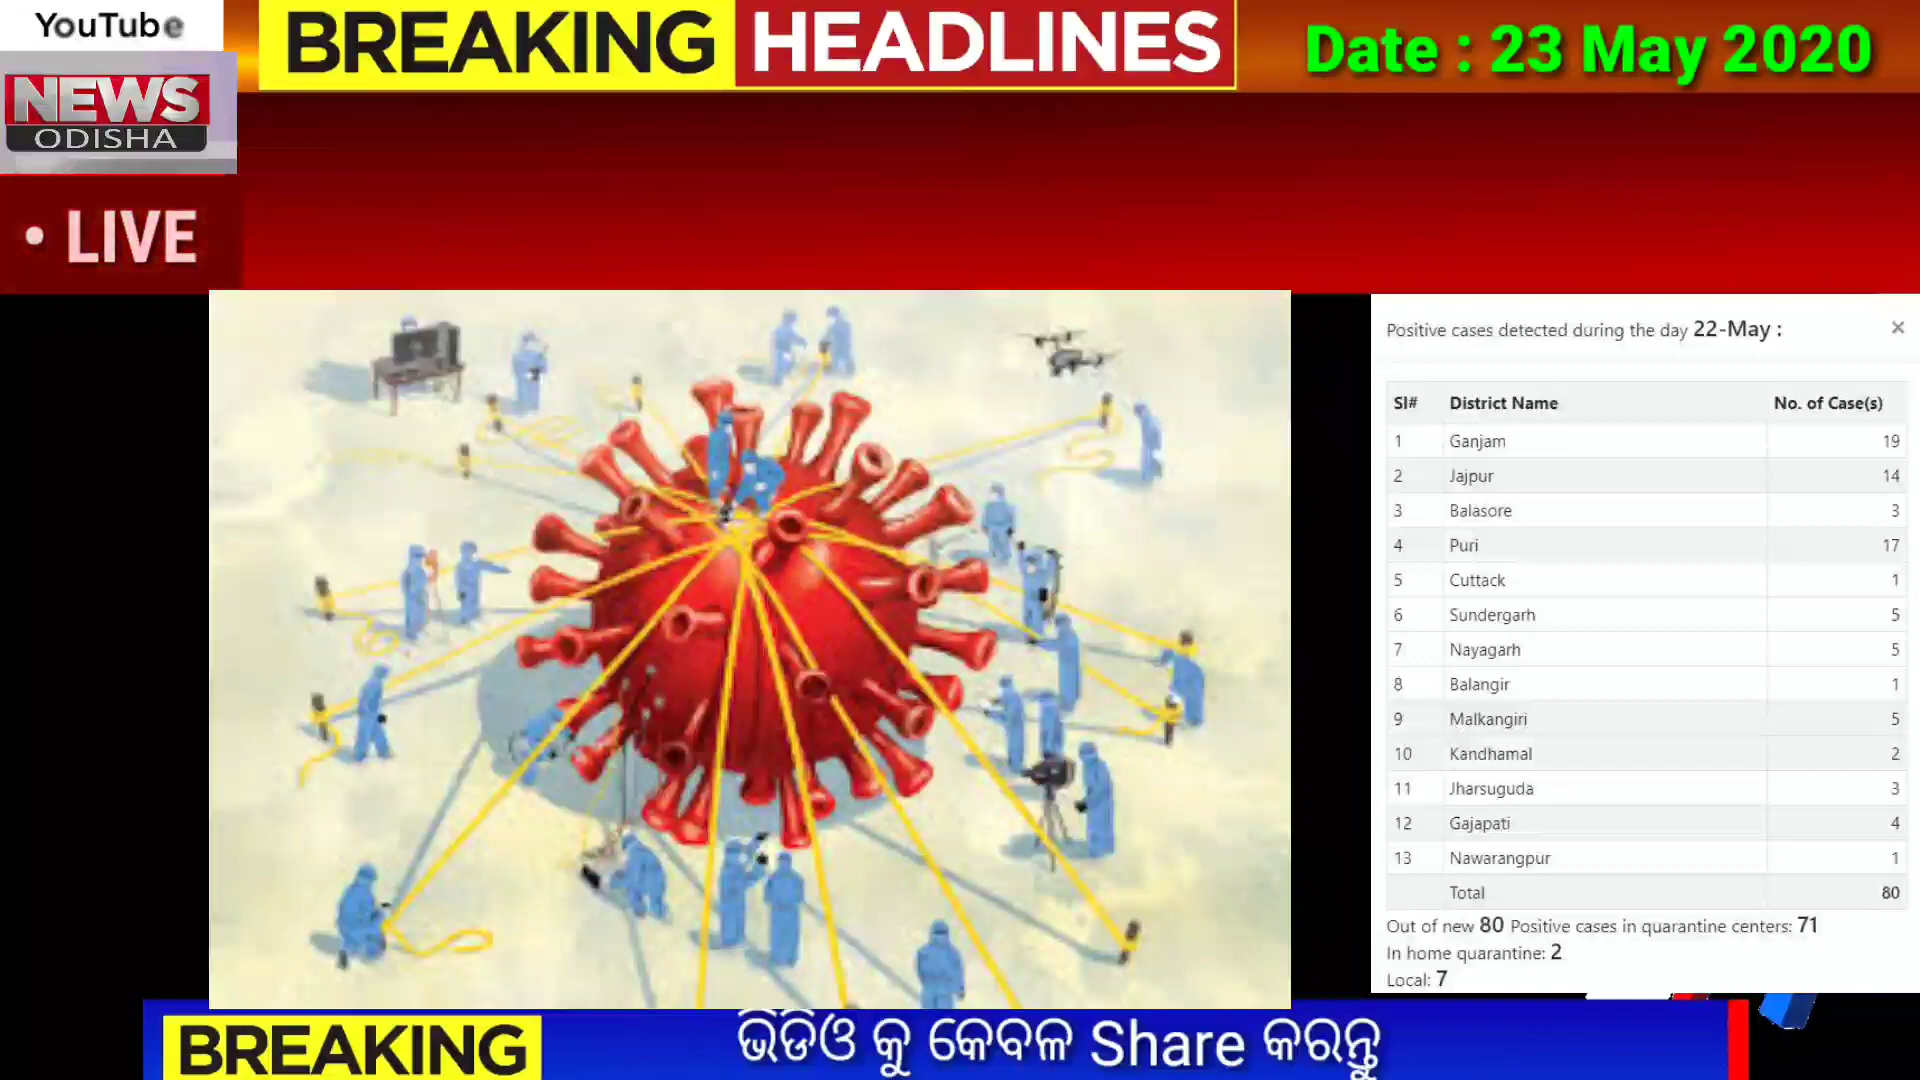 YouTube
BREAKING HEADLINES
Date : 23 May 2020
NEWS
ODISHA
• LIVE
Positive cases detected during the day 22-May : ×
Sl# District Name No. of Case(s)
1 Ganjam 19
2 Jajpur 14
3 Balasore 3
4 Puri 17
5 Cuttack 1
6 Sundergarh 5
7 Nayagarh 5
8 Balangir 1
9 Malkangiri 5
10 Kandhamal 2
11 Jharsuguda 3
12 Gajapati 4
13 Nawarangpur 1
Total 80
Out of new 80 Positive cases in quarantine centers: 71
In home quarantine: 2
Local: 7
BREAKING
ଭିଡିଓ କୁ କେବଳ Share କରନ୍ତୁ